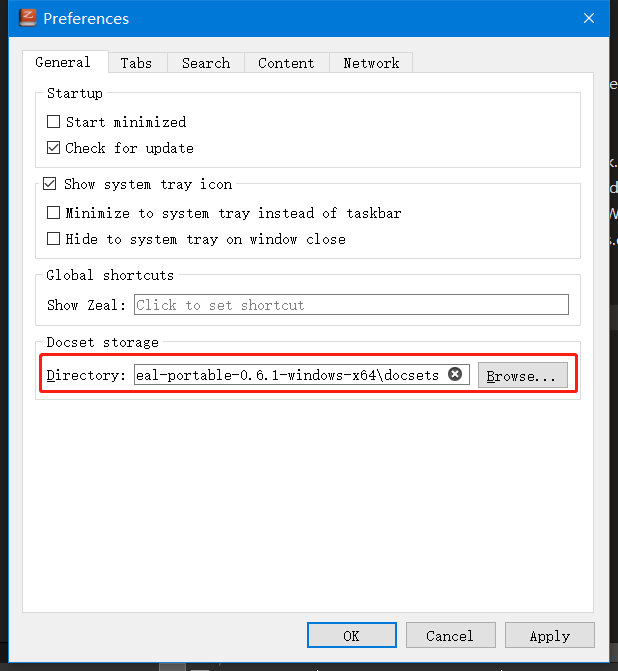 Preferences
General Tabs Search Content Network
Startup
Start minimized
Check for update
Show system tray icon
Minimize to system tray instead of taskbar
Hide to system tray on window close
Global shortcuts
Show Zeal: Click to set shortcut
Docset storage
Directory: eal-portable-0.6.1-windows-x64\docsets Browse...
OK Cancel Apply